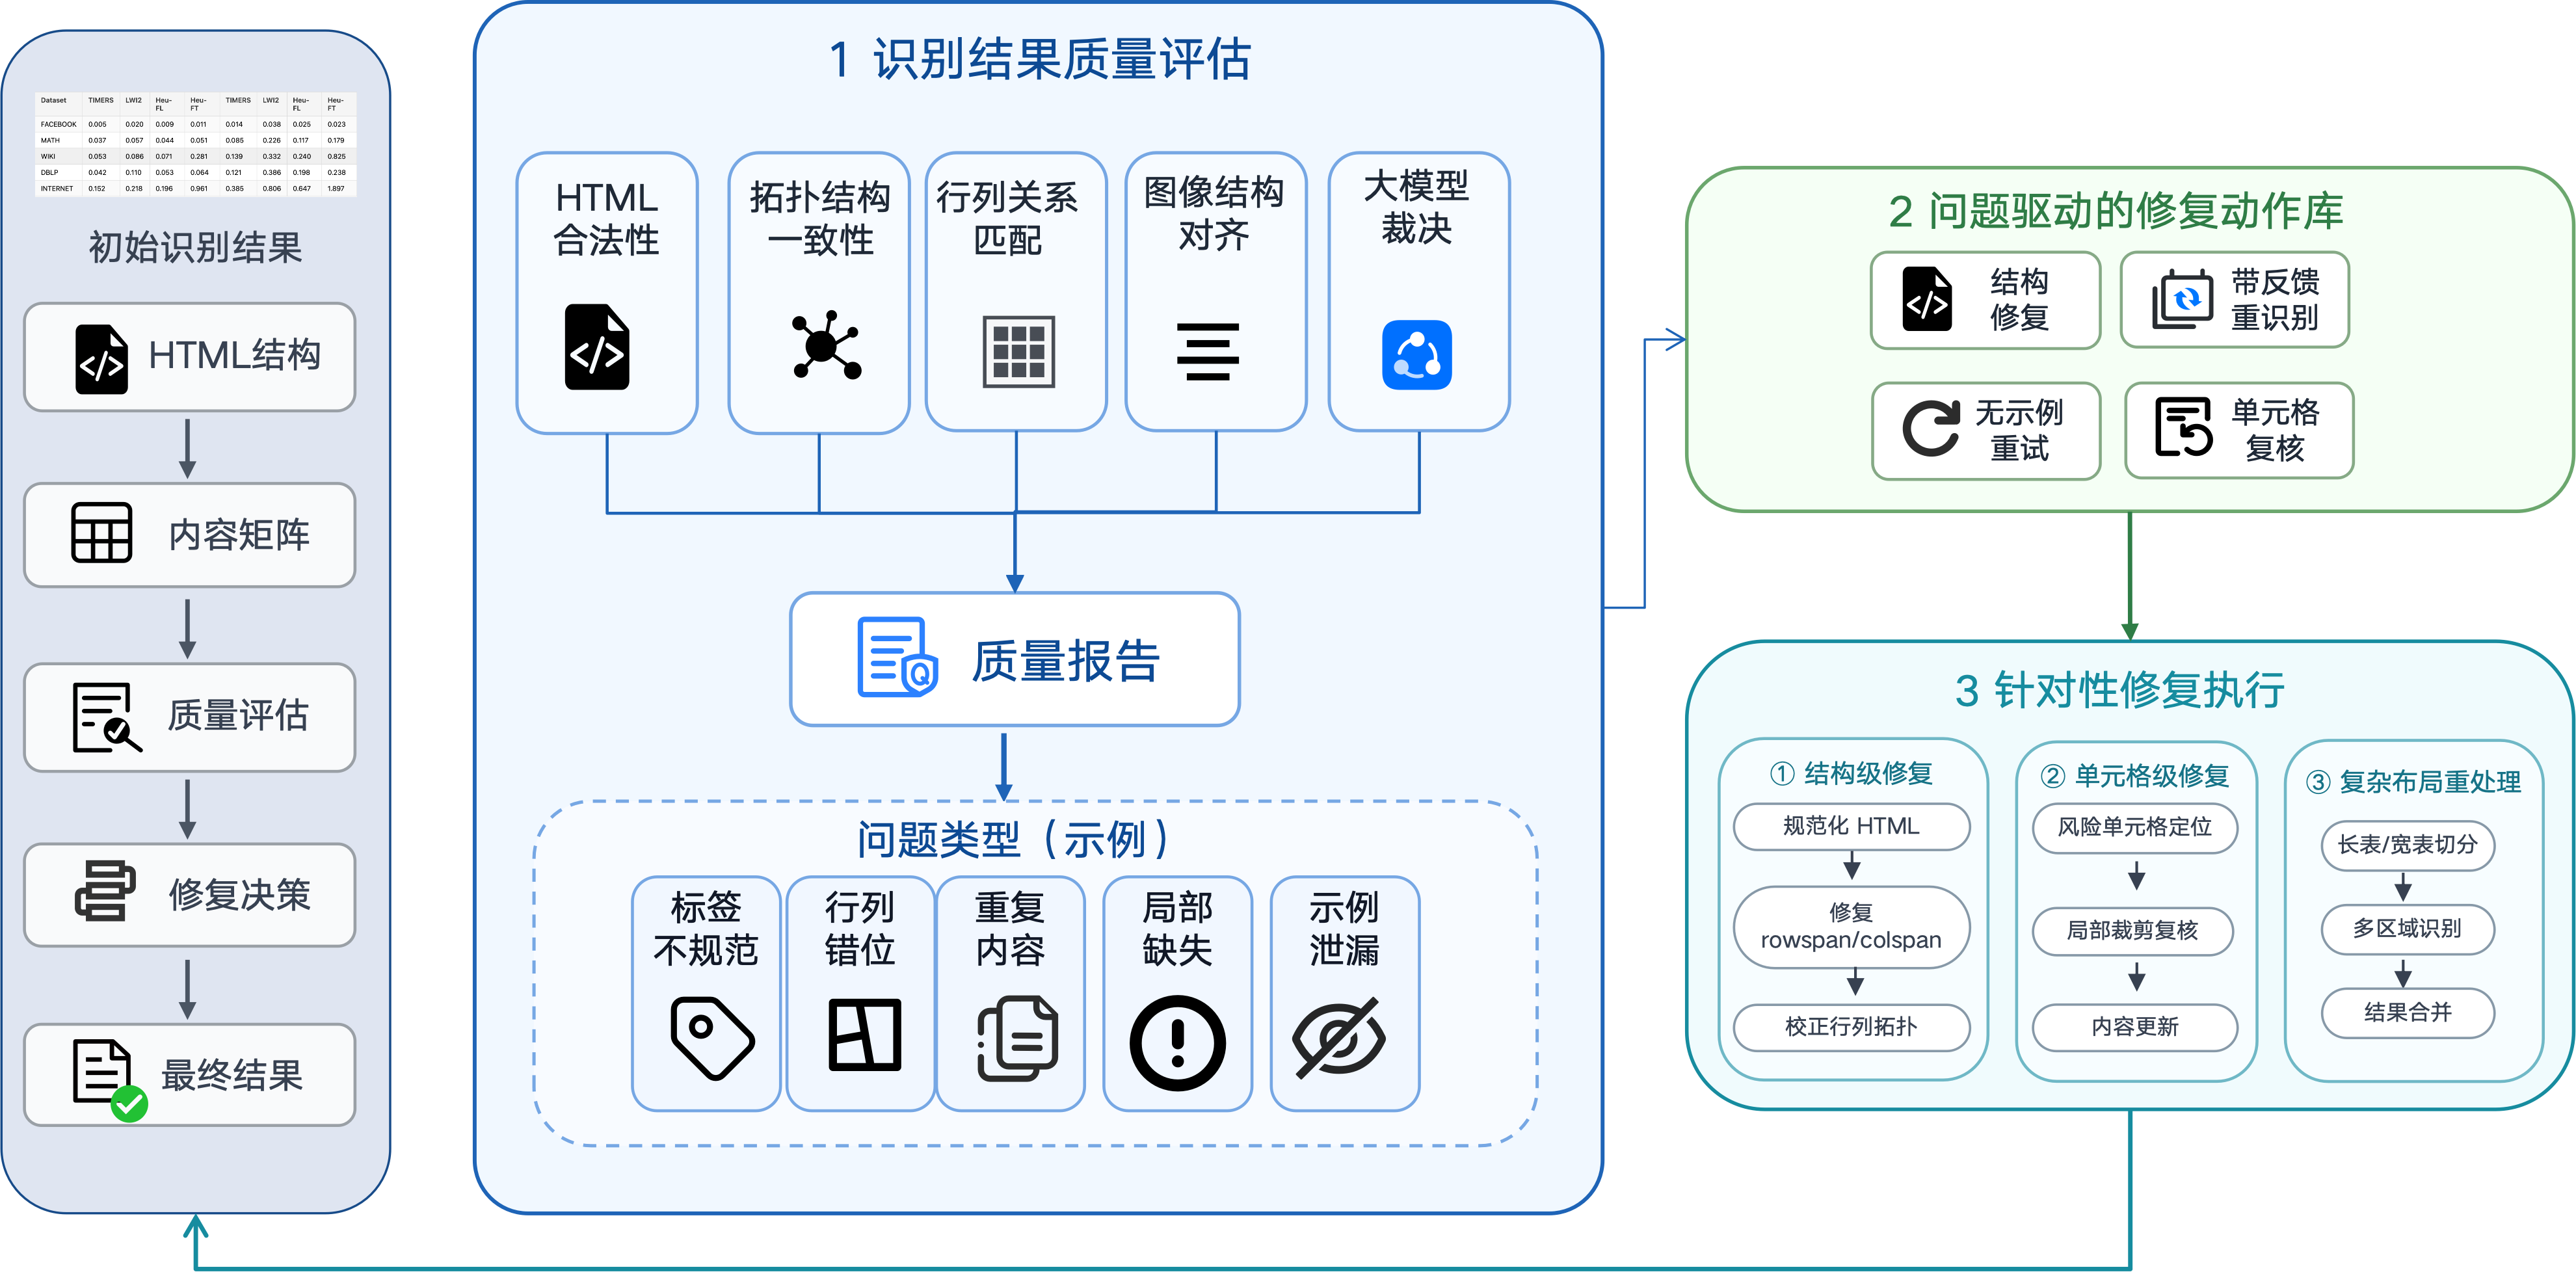 Dataset TIMERS LWI2 Heu-FL Heu-FT TIMERS LWI2 Heu-FL Heu-FT
FACEBOOK 0.005 0.020 0.009 0.011 0.014 0.038 0.025 0.023
MATH 0.037 0.057 0.044 0.051 0.085 0.226 0.117 0.179
WIKI 0.053 0.086 0.071 0.281 0.139 0.332 0.240 0.825
DBLP 0.042 0.110 0.053 0.064 0.121 0.386 0.198 0.238
INTERNET 0.152 0.218 0.196 0.961 0.385 0.806 0.647 1.897
初始识别结果
HTML结构
内容矩阵
质量评估
修复决策
最终结果
1 识别结果质量评估
HTML
合法性
拓扑结构
一致性
行列关系
匹配
图像结构
对齐
大模型
裁决
质量报告
问题类型（示例）
标签
不规范
行列
错位
重复
内容
局部
缺失
示例
泄漏
2 问题驱动的修复动作库
结构
修复
带反馈
重识别
无示例
重试
单元格
复核
3 针对性修复执行
① 结构级修复
规范化 HTML
修复
rowspan/colspan
校正行列拓扑
② 单元格级修复
风险单元格定位
局部裁剪复核
内容更新
③ 复杂布局重处理
长表/宽表切分
多区域识别
结果合并